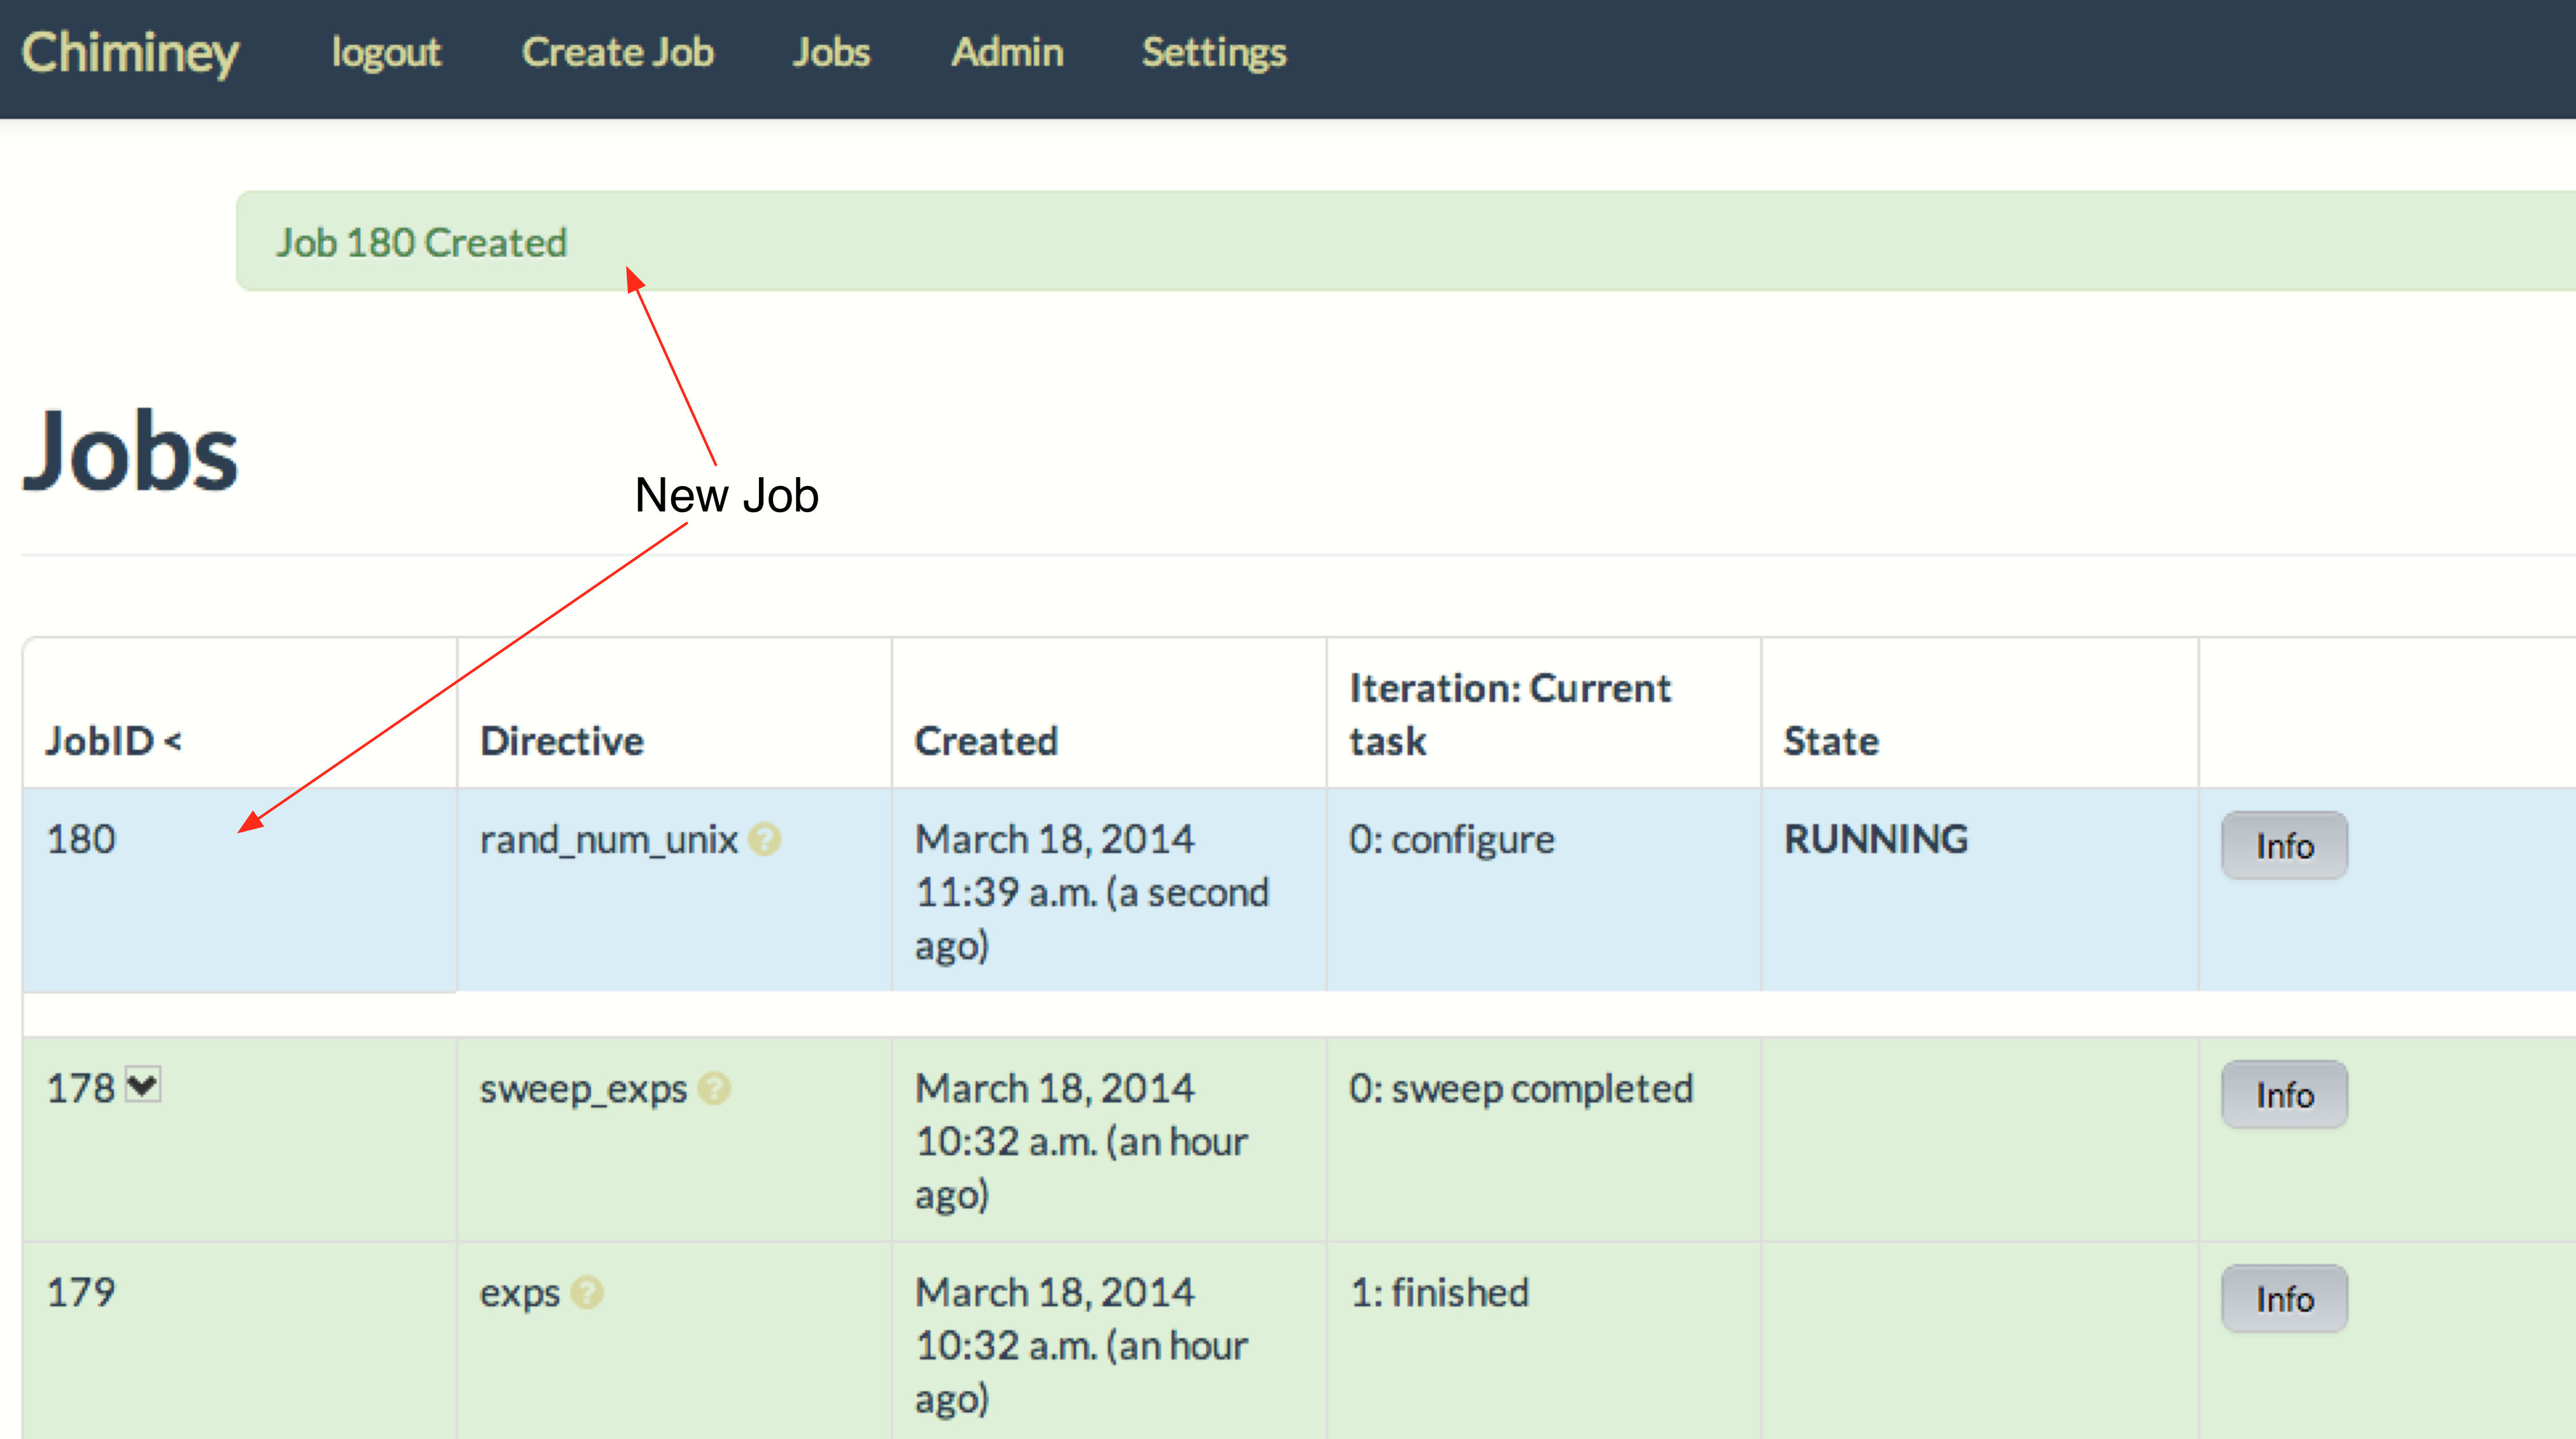 Chiminey logout Create Job Jobs Admin Settings
Job 180 Created
Jobs
New Job
JobID < Directive Created Iteration: Current task State
180 rand_num_unix ? March 18, 2014 0: configure RUNNING Info
11:39 a.m. (a second
ago)
178 sweep_exps ? March 18, 2014 0: sweep completed Info
10:32 a.m. (an hour
ago)
179 exps ? March 18, 2014 1: finished Info
10:32 a.m. (an hour
ago)